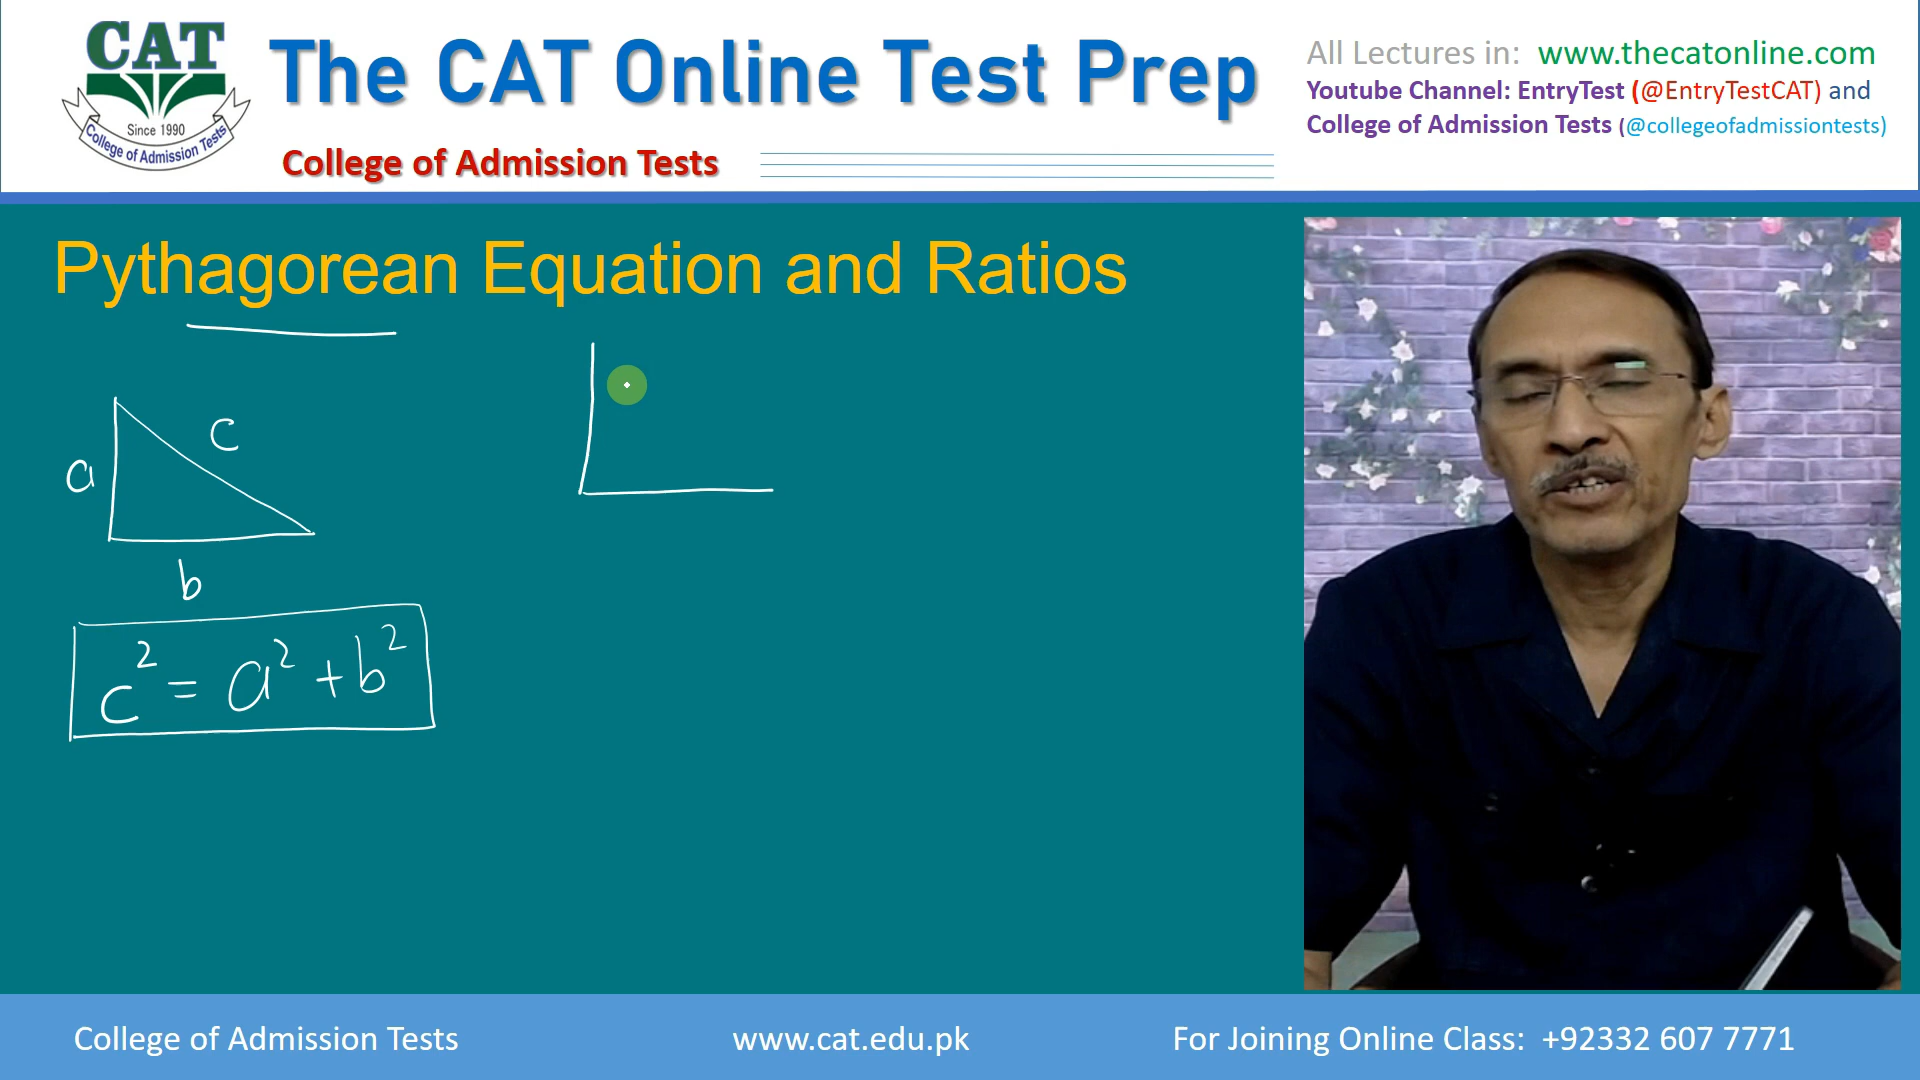 CAT
Since 1990
College of Admission Tests
The CAT Online Test Prep
College of Admission Tests
All Lectures in: www.thecatonline.com
Youtube Channel: EntryTest (@EntryTestCAT) and
College of Admission Tests (@collegeofadmissiontests)
Pythagorean Equation and Ratios
a
c
b
c² = a² + b²
College of Admission Tests
www.cat.edu.pk
For Joining Online Class: +92332 607 7771